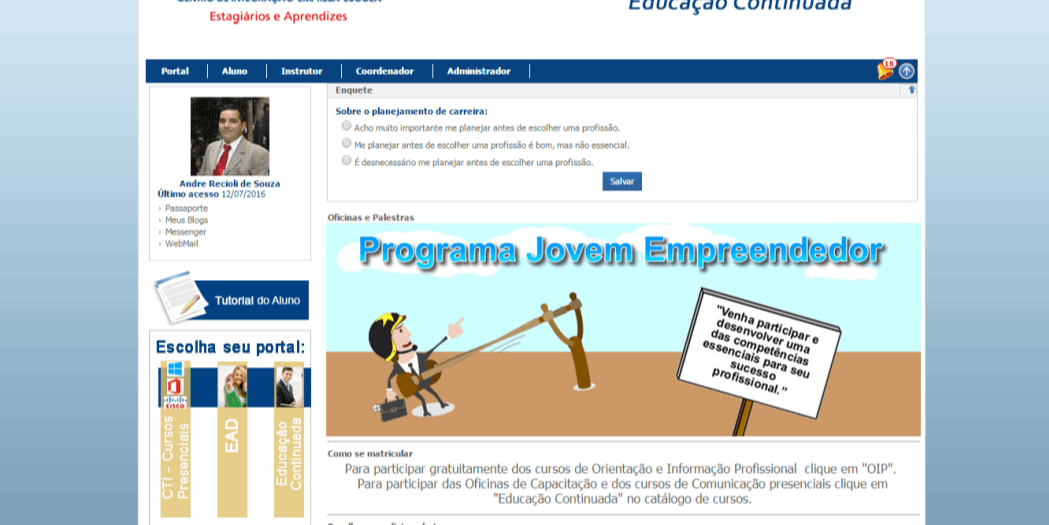 CENTRO DE INTEGRAÇÃO EMPRESA ESCOLA
Estagiários e Aprendizes
Educação Continuada
Portal
Aluno
Instrutor
Coordenador
Administrador
18
Andre Recioli de Souza
Último acesso 12/07/2016
Passaporte
Meus Blogs
Messenger
WebMail
Tutorial do Aluno
Escolha seu portal:
cisco
CTI - Cursos
Presenciais
EAD
Educação
Continuada
Enquete
Sobre o planejamento de carreira:
Acho muito importante me planejar antes de escolher uma profissão.
Me planejar antes de escolher uma profissão é bom, mas não essencial.
É desnecessário me planejar antes de escolher uma profissão.
Salvar
Oficinas e Palestras
Programa Jovem Empreendedor
"Venha participar e
desenvolver uma
das competências
essenciais para seu
sucesso
profissional."
Como se matricular
Para participar gratuitamente dos cursos de Orientação e Informação Profissional clique em "OIP".
Para participar das Oficinas de Capacitação e dos cursos de Comunicação presenciais clique em
"Educação Continuada" no catálogo de cursos.